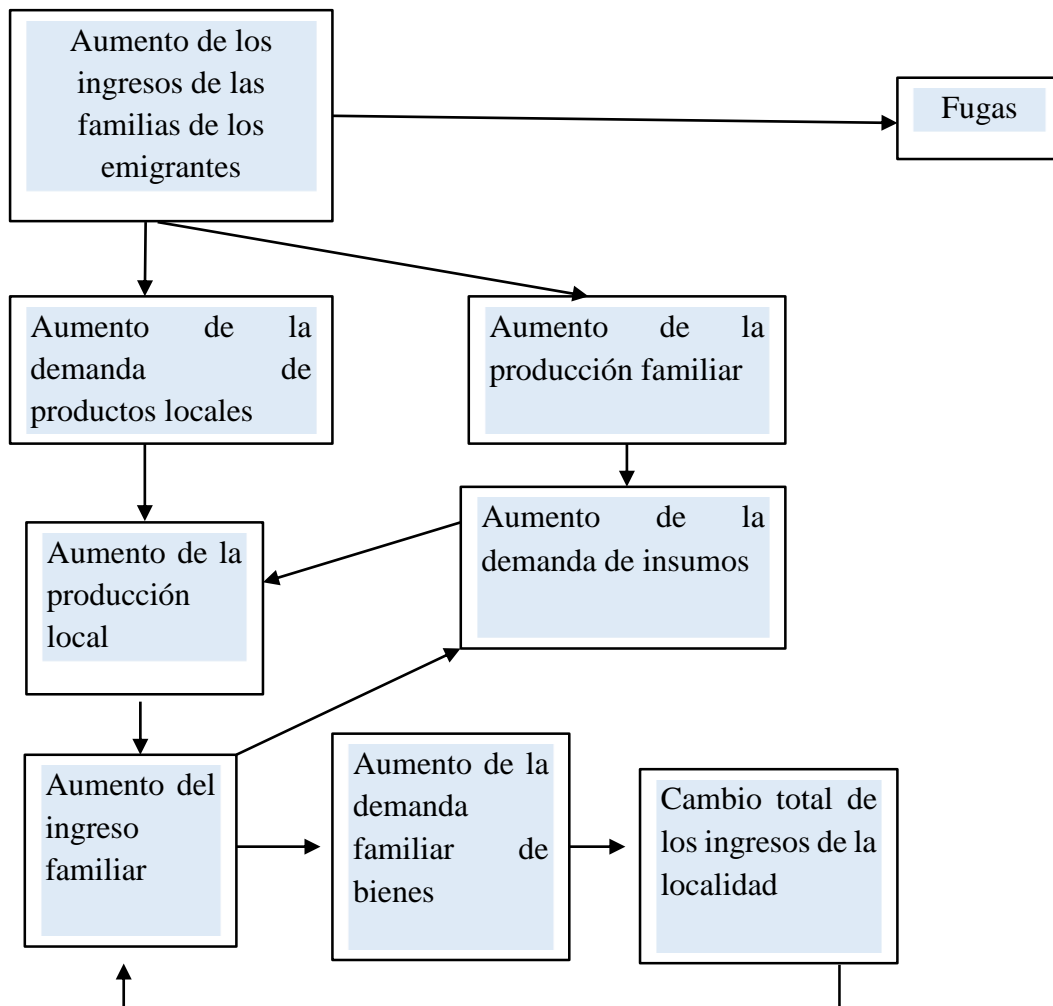 Aumento de los
ingresos de las
familias de los
emigrantes
Fugas
Aumento de la
demanda de
productos locales
Aumento de la
producción familiar
Aumento de la
demanda de insumos
Aumento de la
producción
local
Aumento del
ingreso
familiar
Aumento de la
demanda
familiar de
bienes
Cambio total de
los ingresos de la
localidad